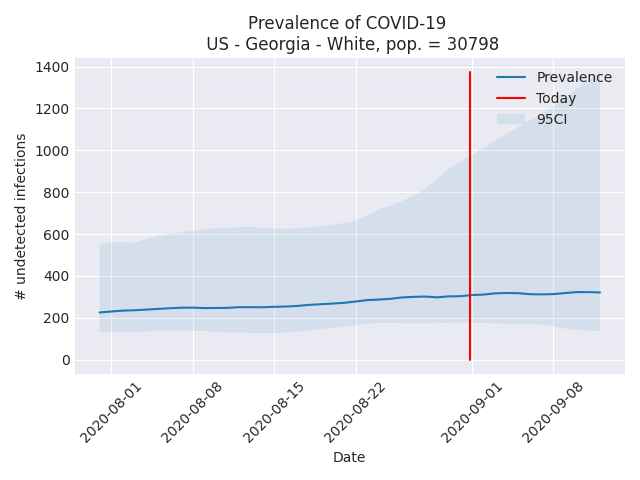 Prevalence of COVID-19
US - Georgia - White, pop. = 30798
# undetected infections
1400
1200
1000
800
600
400
200
0
Prevalence
Today
95CI
2020-08-01
2020-08-08
2020-08-15
2020-08-22
2020-09-01
2020-09-08
Date